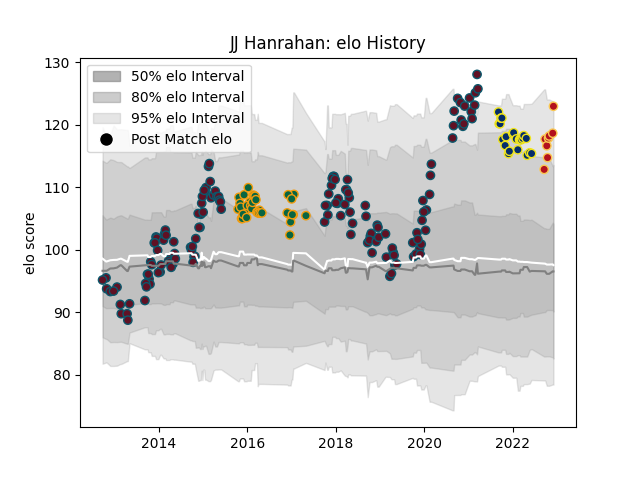 JJ Hanrahan: elo History
50% elo Interval
80% elo Interval
95% elo Interval
Post Match elo
elo score
130
120
110
100
90
80
2014
2016
2018
2020
2022